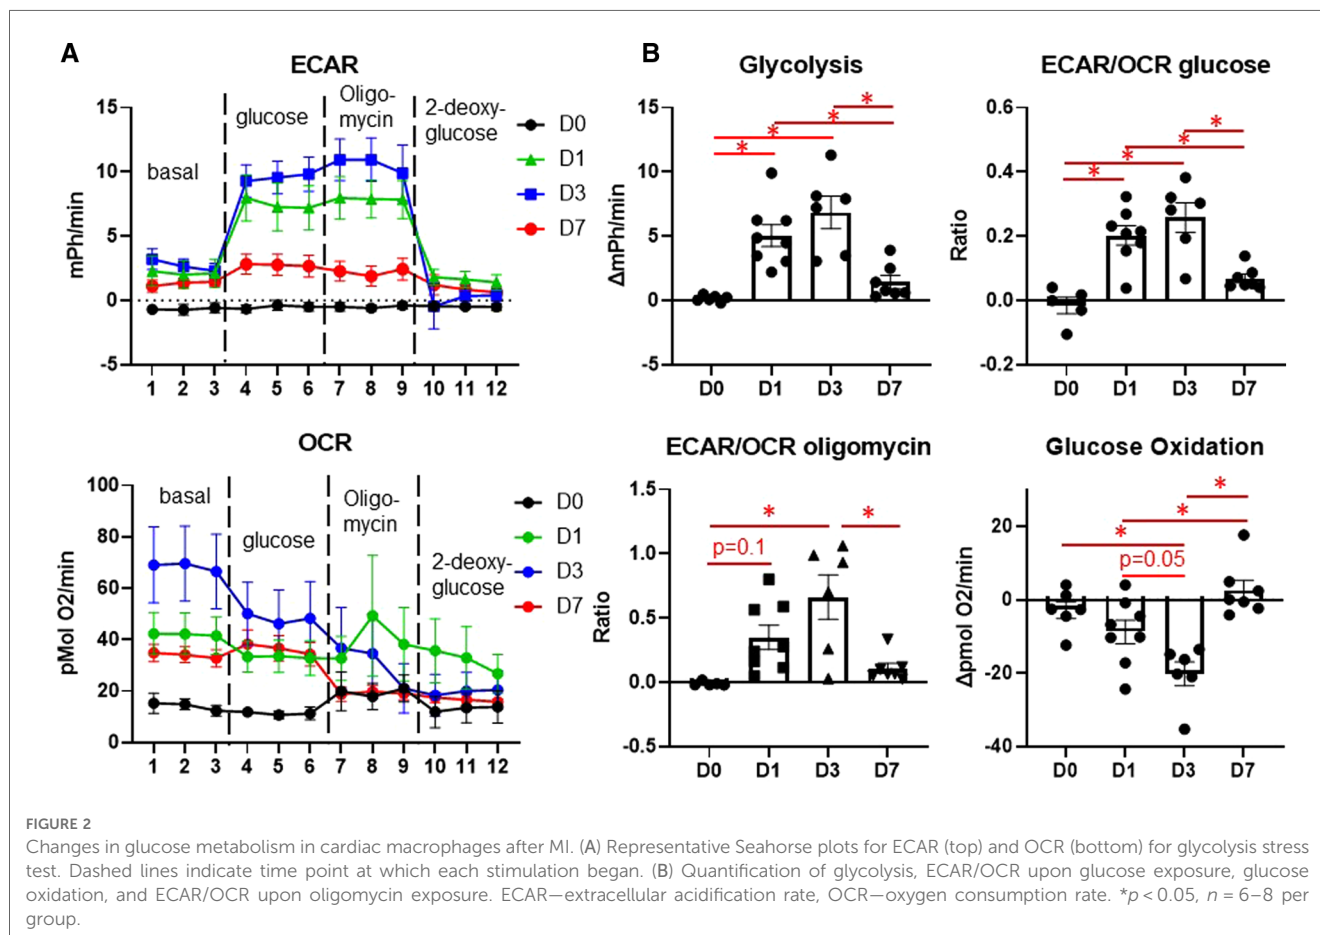 A
ECAR
15
10
5
0
-5
mPh/min
basal
glucose
Oligo-
mycin
2-deoxy-
glucose
D0
D1
D3
D7
1 2 3 4 5 6 7 8 9 10 11 12
OCR
100
80
60
40
20
0
pMol O2/min
basal
glucose
Oligo-
mycin
2-deoxy-
glucose
D0
D1
D3
D7
1 2 3 4 5 6 7 8 9 10 11 12
B
Glycolysis
15
10
5
0
-5
ΔmPh/min
*
*
*
*
D0 D1 D3 D7
ECAR/OCR glucose
0.6
0.4
0.2
0.0
-0.2
Ratio
*
*
*
*
D0 D1 D3 D7
ECAR/OCR oligomycin
1.5
1.0
0.5
0.0
-0.5
Ratio
* *
p=0.1
D0 D1 D3 D7
Glucose Oxidation
20
0
-20
-40
Δpmol O2/min
*
*
*
p=0.05
D0 D1 D3 D7
FIGURE 2
Changes in glucose metabolism in cardiac macrophages after MI. (A) Representative Seahorse plots for ECAR (top) and OCR (bottom) for glycolysis stress
test. Dashed lines indicate time point at which each stimulation began. (B) Quantification of glycolysis, ECAR/OCR upon glucose exposure, glucose
oxidation, and ECAR/OCR upon oligomycin exposure. ECAR—extracellular acidification rate, OCR—oxygen consumption rate. *p < 0.05, n = 6–8 per
group.